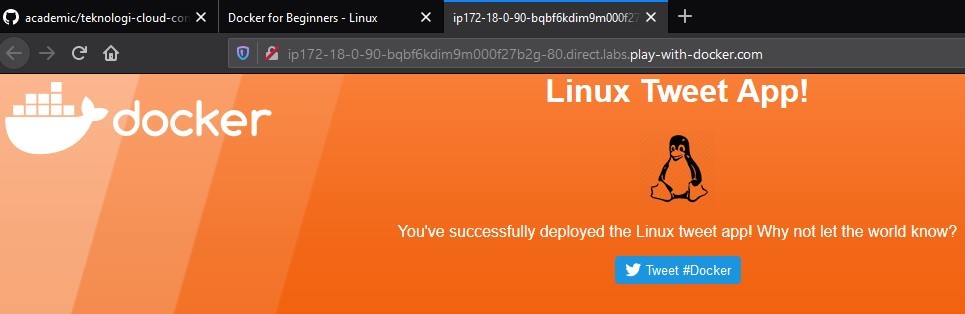 academic/teknologi-cloud-con
Docker for Beginners - Linux
ip172-18-0-90-bqbf6kdim9m000f27
ip172-18-0-90-bqbf6kdim9m000f27b2g-80.direct.labs.play-with-docker.com
docker
Linux Tweet App!
You've successfully deployed the Linux tweet app! Why not let the world know?
Tweet #Docker